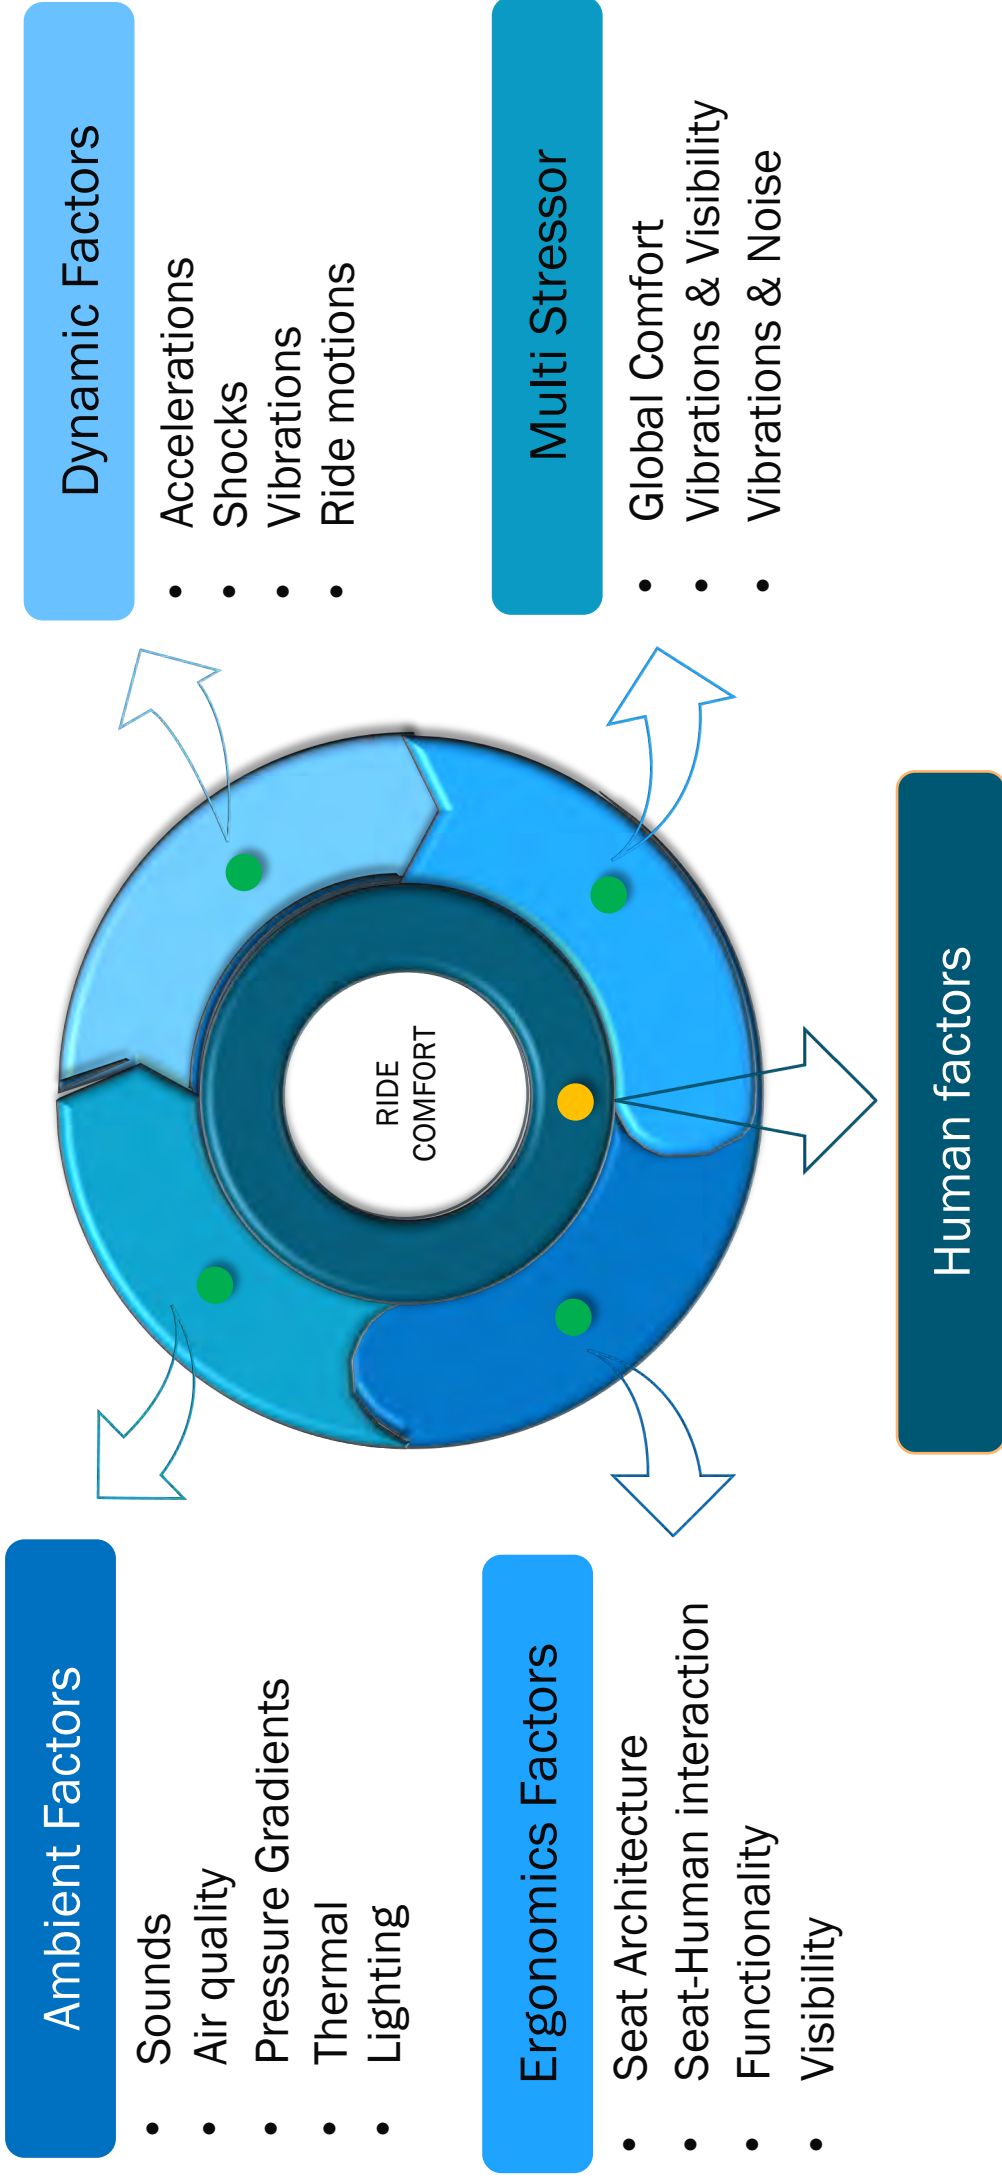 Ambient Factors
• Sounds
• Air quality
• Pressure Gradients
• Thermal
• Lighting
Dynamic Factors
• Accelerations
• Shocks
• Vibrations
• Ride motions
RIDE
COMFORT
Ergonomics Factors
• Seat Architecture
• Seat-Human interaction
• Functionality
• Visibility
Multi Stressor
• Global Comfort
• Vibrations & Visibility
• Vibrations & Noise
Human factors